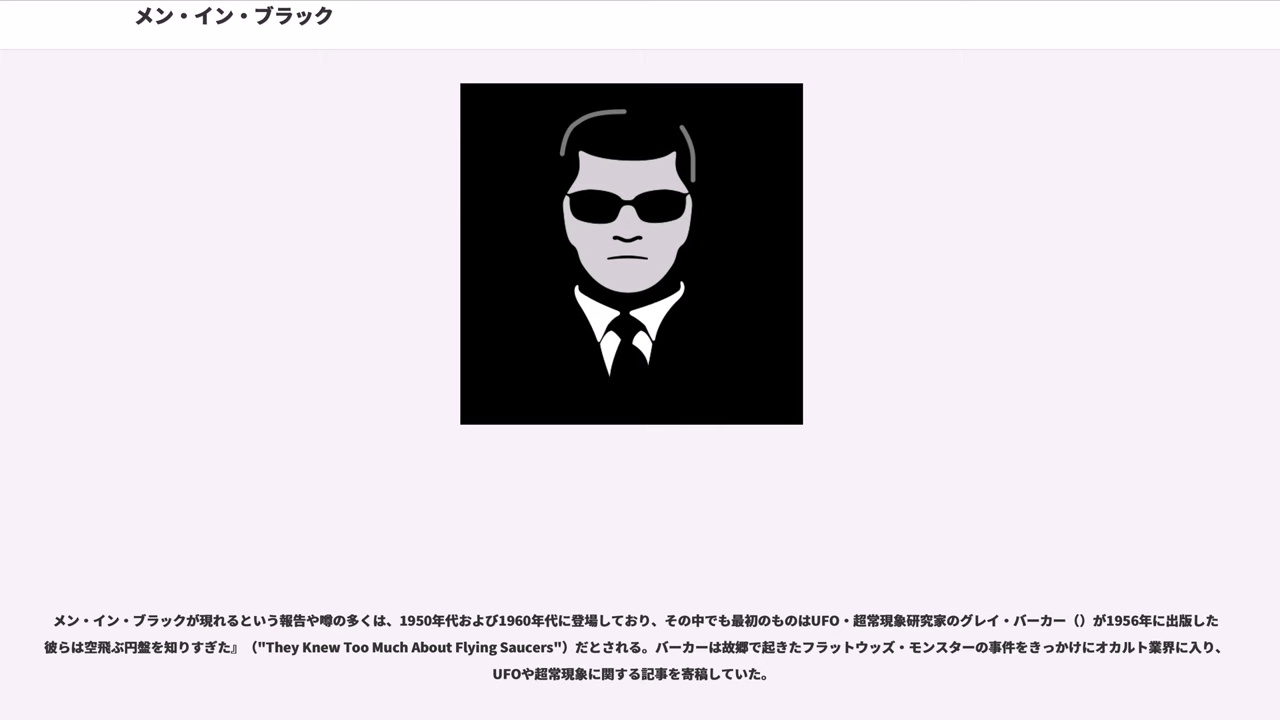 メン・イン・ブラック
メン・イン・ブラックが現れるという報告や噂の多くは、1950年代および1960年代に登場しており、その中でも最初のものはUFO・超常現象研究家のグレイ・バーカー（）が1956年に出版した
彼らは空飛ぶ円盤を知りすぎた』（"They Knew Too Much About Flying Saucers"）だとされる。バーカーは故郷で起きたフラットウッズ・モンスターの事件をきっかけにオカルト業界に入り、
UFOや超常現象に関する記事を寄稿していた。